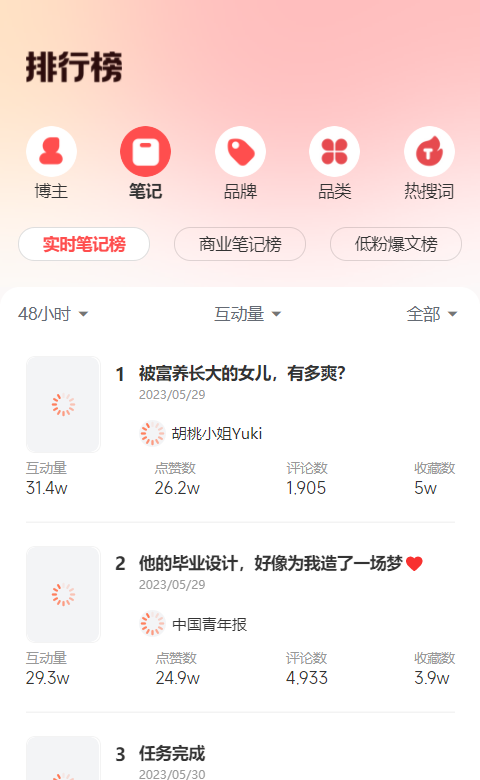 排行榜
博主 笔记 品牌 品类 热搜词
实时笔记榜 商业笔记榜 低粉爆文榜
48小时 互动量 全部
1 被富养长大的女儿，有多爽？
2023/05/29
胡桃小姐Yuki
互动量 点赞数 评论数 收藏数
31.4w 26.2w 1,905 5w
2 他的毕业设计，好像为我造了一场梦❤️
2023/05/29
中国青年报
互动量 点赞数 评论数 收藏数
29.3w 24.9w 4,933 3.9w
3 任务完成
2023/05/30